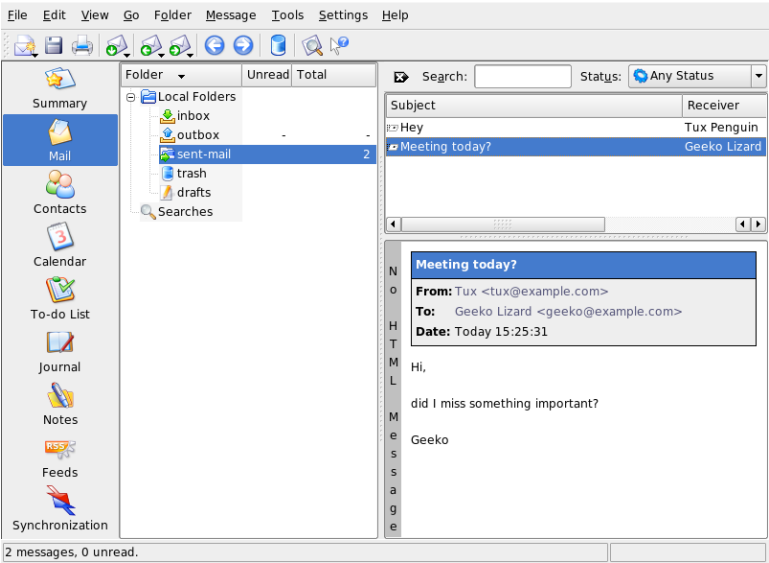 File Edit View Go Folder Message Tools Settings Help
Summary
Mail
Contacts
Calendar
To-do List
Journal
Notes
RSS
Feeds
Synchronization
Folder Unread Total
Local Folders
inbox
outbox - -
sent-mail 2
trash
drafts
Searches
Search: Status: Any Status
Subject Receiver
Hey Tux Penguin
Meeting today? Geeko Lizard
No HTML Message
Meeting today?
From: Tux <tux@example.com>
To: Geeko Lizard <geeko@example.com>
Date: Today 15:25:31
Hi,
did I miss something important?
Geeko
2 messages, 0 unread.